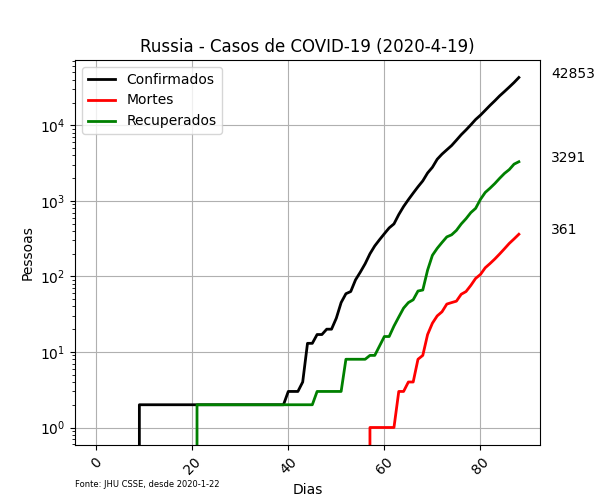 Russia - Casos de COVID-19 (2020-4-19)
Confirmados
Mortes
Recuperados
42853
3291
361
Pessoas
10⁴
10³
10²
10¹
10⁰
0 20 40 60 80
Dias
Fonte: JHU CSSE, desde 2020-1-22